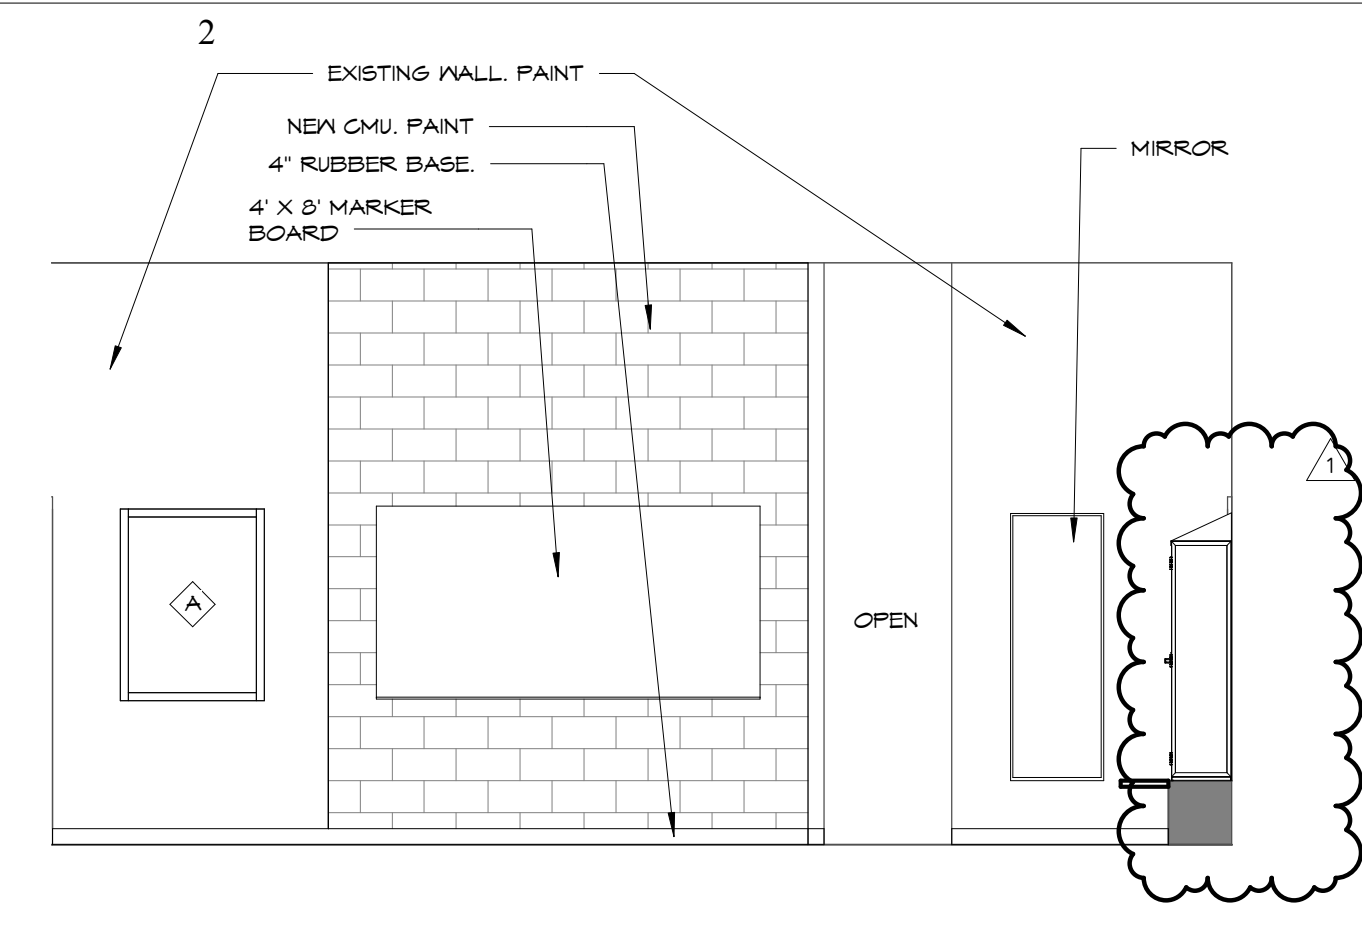 2
EXISTING WALL. PAINT
NEW CMU. PAINT
4" RUBBER BASE.
MIRROR
4' X 8' MARKER
BOARD
1
A
OPEN